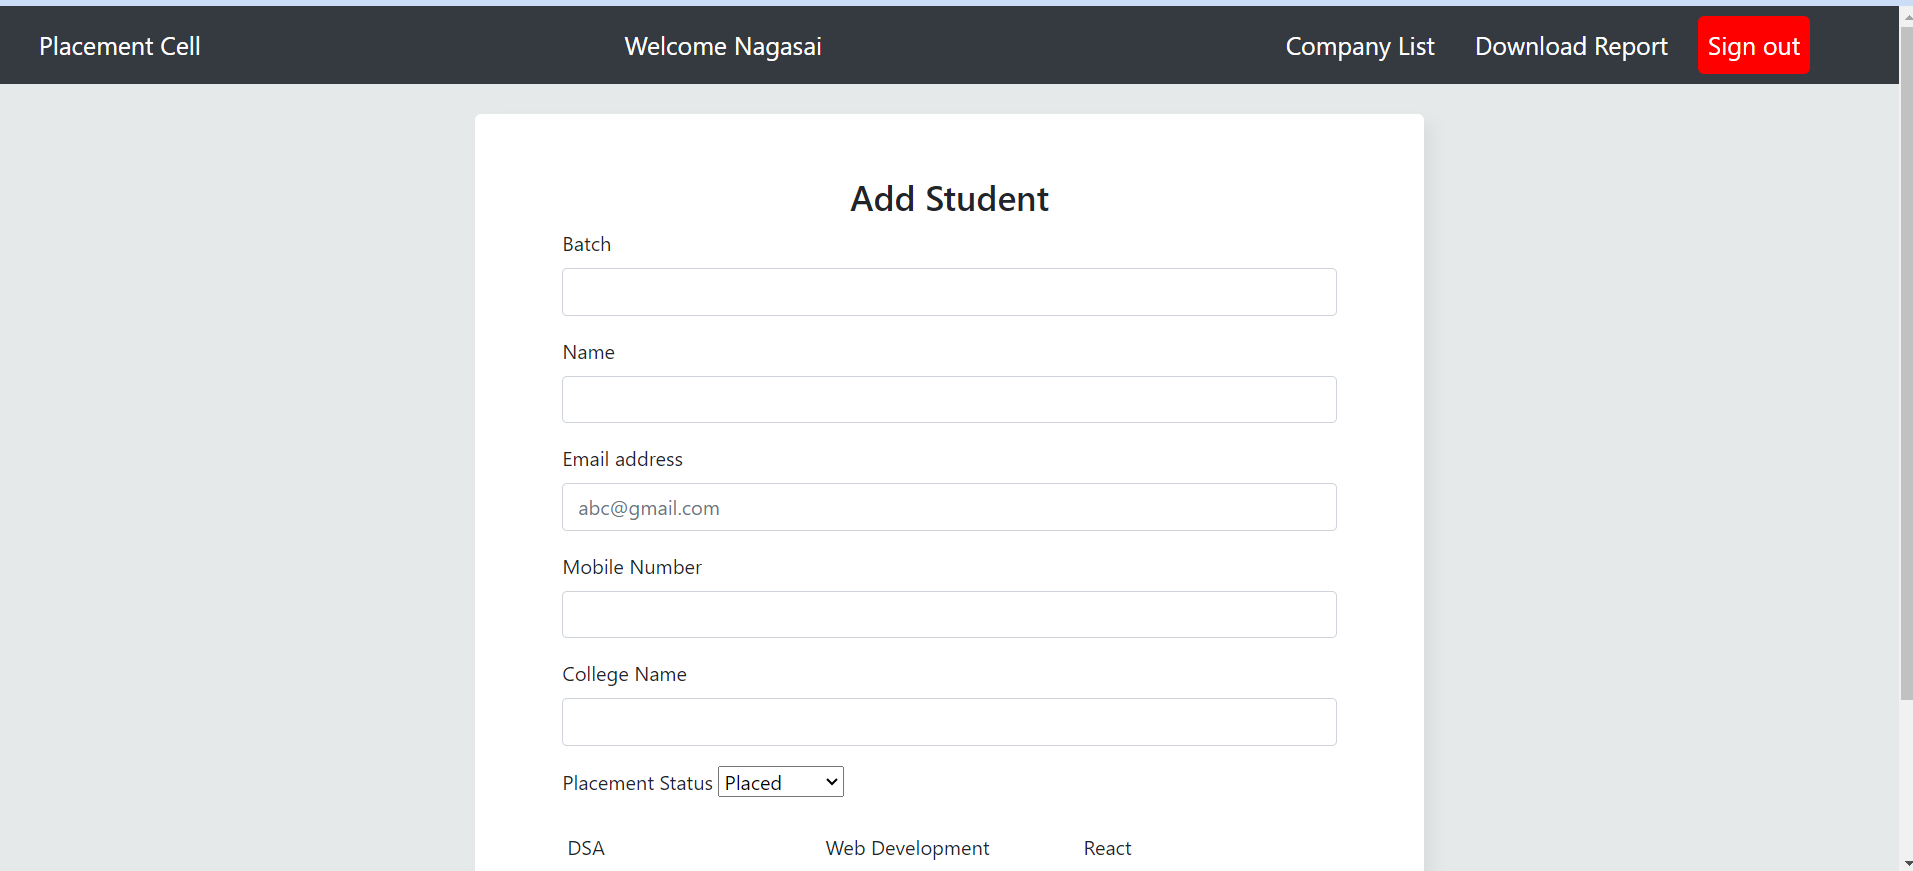 Placement Cell Welcome Nagasai Company List Download Report Sign out
Add Student
Batch
Name
Email address
abc@gmail.com
Mobile Number
College Name
Placement Status Placed
DSA Web Development React